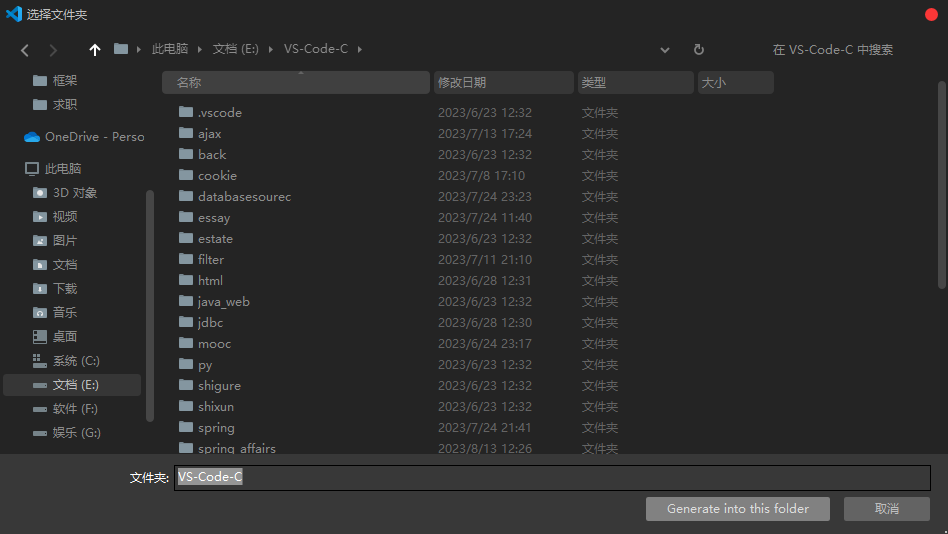 选择文件夹
此电脑 文档 (E:) VS-Code-C
在 VS-Code-C 中搜索
框架
求职
OneDrive - Perso
此电脑
3D 对象
视频
图片
文档
下载
音乐
桌面
系统 (C:)
文档 (E:)
软件 (F:)
娱乐 (G:)
名称 修改日期 类型 大小
.vscode 2023/6/23 12:32 文件夹
ajax 2023/7/13 17:24 文件夹
back 2023/6/23 12:32 文件夹
cookie 2023/7/8 17:10 文件夹
databasesourec 2023/7/24 23:23 文件夹
essay 2023/7/24 11:40 文件夹
estate 2023/6/23 12:32 文件夹
filter 2023/7/11 21:10 文件夹
html 2023/6/28 12:31 文件夹
java_web 2023/6/23 12:32 文件夹
jdbc 2023/6/28 12:30 文件夹
mooc 2023/6/24 23:17 文件夹
py 2023/6/23 12:32 文件夹
shigure 2023/6/23 12:32 文件夹
shixun 2023/6/23 12:32 文件夹
spring 2023/7/24 21:41 文件夹
spring_affairs 2023/8/13 12:26 文件夹
文件夹: VS-Code-C
Generate into this folder 取消